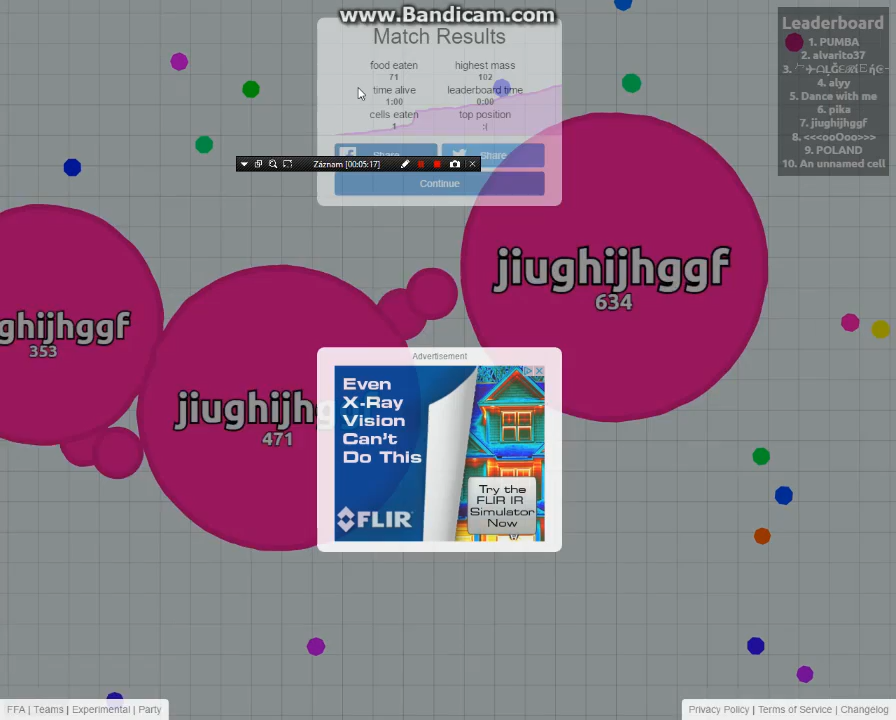 www.Bandicam.com
Match Results
food eaten
71
highest mass
102
time alive
1:00
leaderboard time
0:00
cells eaten
1
top position
:(
Share
Share
Záznam [00:05:17]
Continue
Leaderboard
1. PUMBA
2. alvarito37
3.
4. alyy
5. Dance with me
6. pika
7. jiughijhggf
8. <<<ooOoo>>>
9. POLAND
10. An unnamed cell
jiughijhggf
634
ghijhggf
353
jiughijh
471
Advertisement
Even
X-Ray
Vision
Can't
Do This
FLIR
Try the
FLIR IR
Simulator
Now
FFA | Teams | Experimental | Party
Privacy Policy | Terms of Service | Changelog